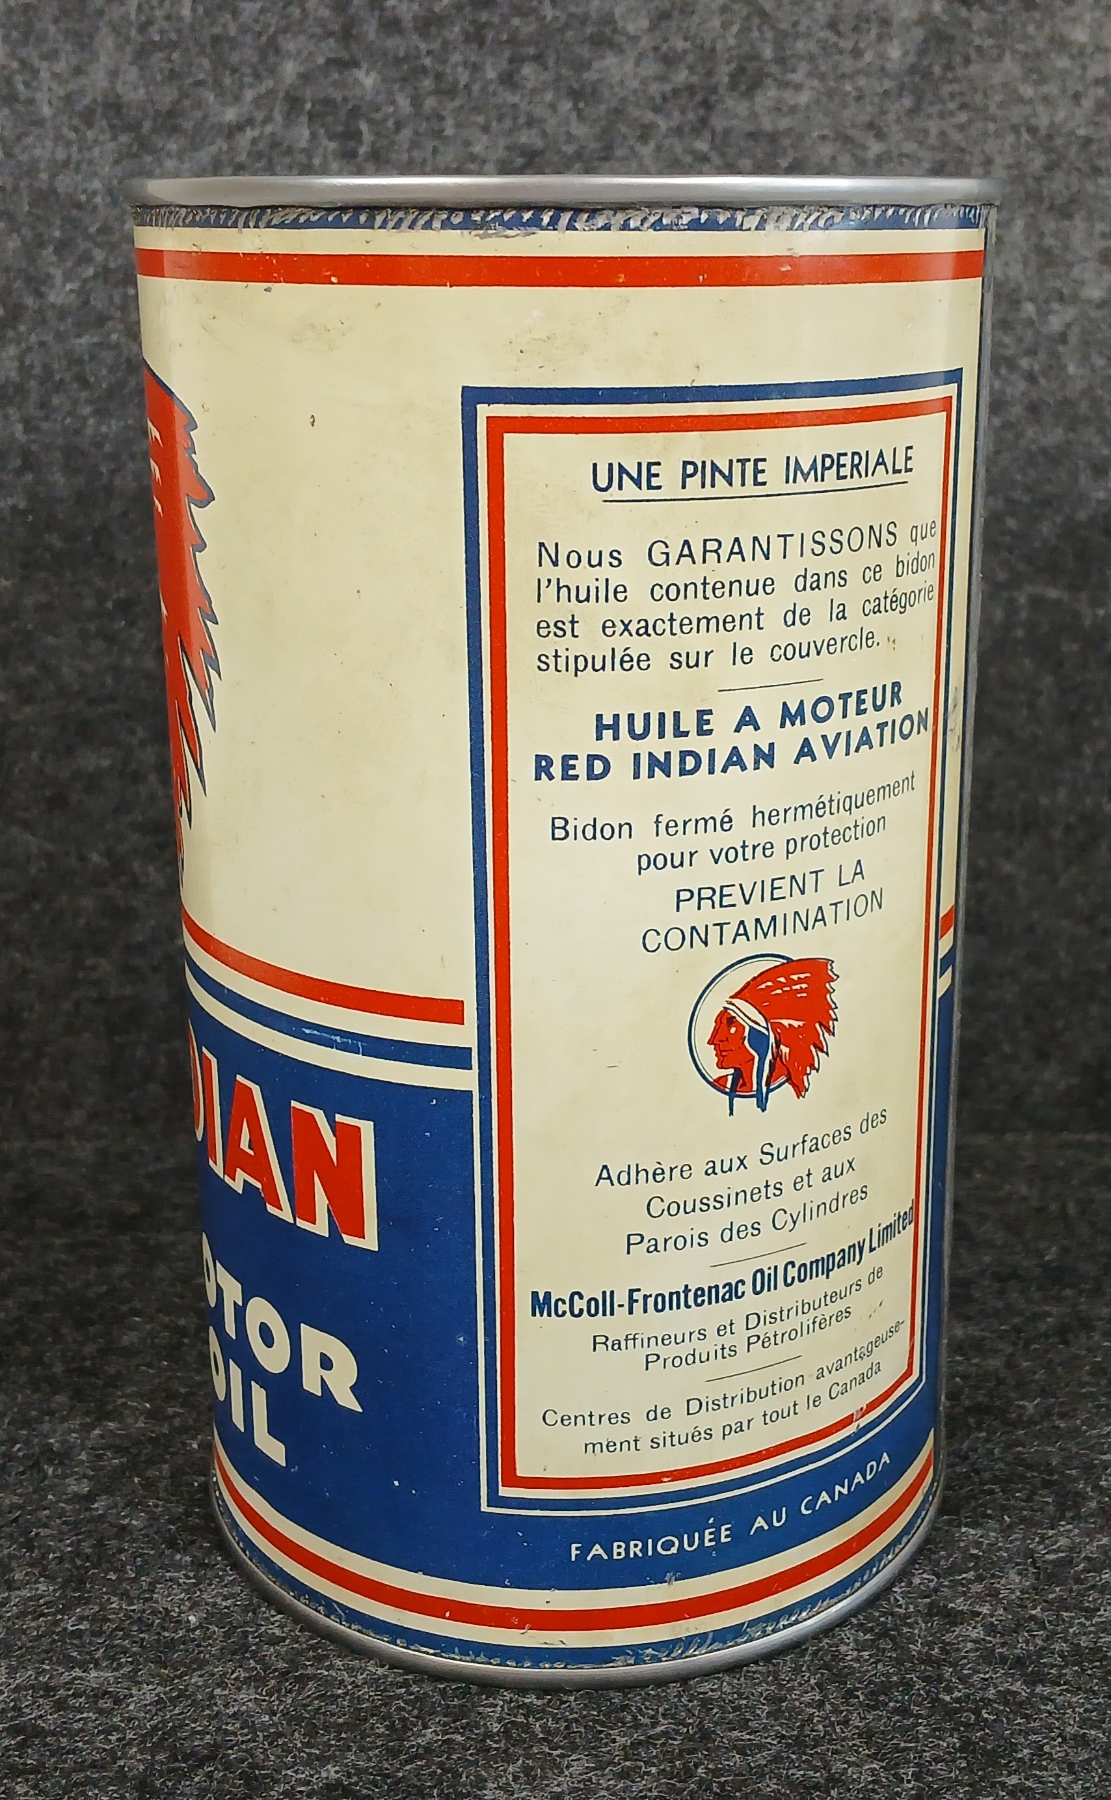 UNE PINTE IMPERIALE
Nous GARANTISSONS que
l'huile contenue dans ce bidon
est exactement de la catégorie
stipulée sur le couvercle.
HUILE A MOTEUR
RED INDIAN AVIATION
Bidon fermé hermétiquement
pour votre protection
PREVIENT LA
CONTAMINATION
Adhère aux Surfaces des
Coussinets et aux
Parois des Cylindres
McColl-Frontenac Oil Company Limited
Raffineurs et Distributeurs de
Produits Pétrolifères
Centres de Distribution avantageuse-
ment situés par tout le Canada
FABRIQUÉE AU CANADA
DIAN
OTOR
OIL